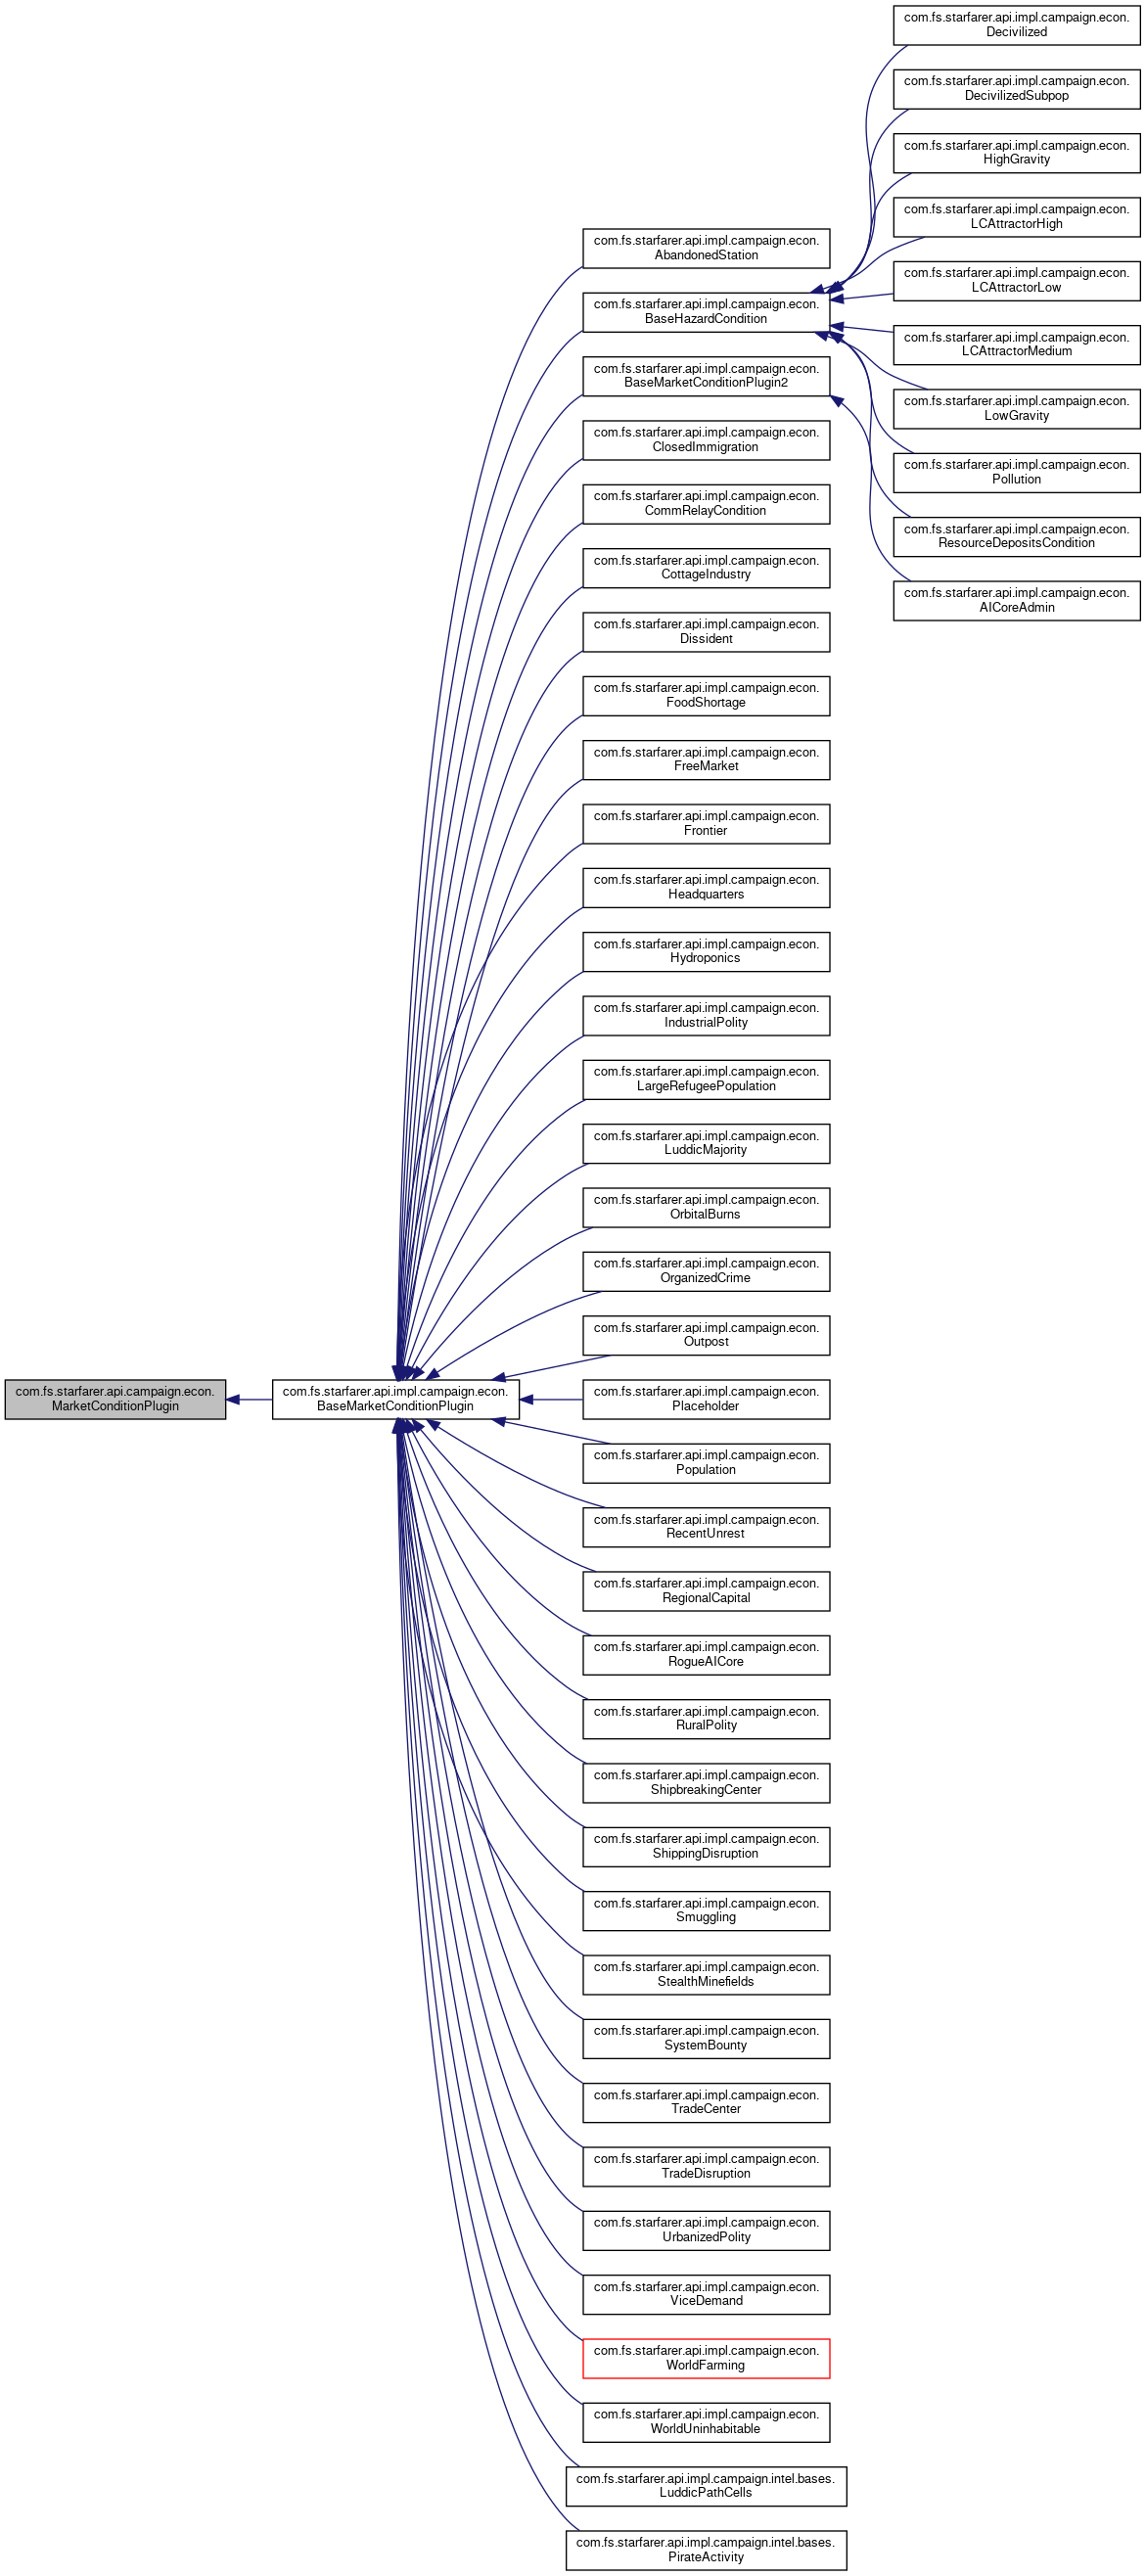 com.fs.starfarer.api.impl.campaign.econ.
Decivilized
com.fs.starfarer.api.impl.campaign.econ.
DecivilizedSubpop
com.fs.starfarer.api.impl.campaign.econ.
HighGravity
com.fs.starfarer.api.impl.campaign.econ.
LCAttractorHigh
com.fs.starfarer.api.impl.campaign.econ.
AbandonedStation
com.fs.starfarer.api.impl.campaign.econ.
LCAttractorLow
com.fs.starfarer.api.impl.campaign.econ.
BaseHazardCondition
com.fs.starfarer.api.impl.campaign.econ.
LCAttractorMedium
com.fs.starfarer.api.impl.campaign.econ.
BaseMarketConditionPlugin2
com.fs.starfarer.api.impl.campaign.econ.
LowGravity
com.fs.starfarer.api.impl.campaign.econ.
ClosedImmigration
com.fs.starfarer.api.impl.campaign.econ.
Pollution
com.fs.starfarer.api.impl.campaign.econ.
CommRelayCondition
com.fs.starfarer.api.impl.campaign.econ.
ResourceDepositsCondition
com.fs.starfarer.api.impl.campaign.econ.
CottageIndustry
com.fs.starfarer.api.impl.campaign.econ.
AICoreAdmin
com.fs.starfarer.api.impl.campaign.econ.
Dissident
com.fs.starfarer.api.impl.campaign.econ.
FoodShortage
com.fs.starfarer.api.impl.campaign.econ.
FreeMarket
com.fs.starfarer.api.impl.campaign.econ.
Frontier
com.fs.starfarer.api.impl.campaign.econ.
Headquarters
com.fs.starfarer.api.impl.campaign.econ.
Hydroponics
com.fs.starfarer.api.impl.campaign.econ.
IndustrialPolity
com.fs.starfarer.api.impl.campaign.econ.
LargeRefugeePopulation
com.fs.starfarer.api.impl.campaign.econ.
LuddicMajority
com.fs.starfarer.api.impl.campaign.econ.
OrbitalBurns
com.fs.starfarer.api.impl.campaign.econ.
OrganizedCrime
com.fs.starfarer.api.impl.campaign.econ.
Outpost
com.fs.starfarer.api.campaign.econ.
MarketConditionPlugin
com.fs.starfarer.api.impl.campaign.econ.
BaseMarketConditionPlugin
com.fs.starfarer.api.impl.campaign.econ.
Placeholder
com.fs.starfarer.api.impl.campaign.econ.
Population
com.fs.starfarer.api.impl.campaign.econ.
RecentUnrest
com.fs.starfarer.api.impl.campaign.econ.
RegionalCapital
com.fs.starfarer.api.impl.campaign.econ.
RogueAICore
com.fs.starfarer.api.impl.campaign.econ.
RuralPolity
com.fs.starfarer.api.impl.campaign.econ.
ShipbreakingCenter
com.fs.starfarer.api.impl.campaign.econ.
ShippingDisruption
com.fs.starfarer.api.impl.campaign.econ.
Smuggling
com.fs.starfarer.api.impl.campaign.econ.
StealthMinefields
com.fs.starfarer.api.impl.campaign.econ.
SystemBounty
com.fs.starfarer.api.impl.campaign.econ.
TradeCenter
com.fs.starfarer.api.impl.campaign.econ.
TradeDisruption
com.fs.starfarer.api.impl.campaign.econ.
UrbanizedPolity
com.fs.starfarer.api.impl.campaign.econ.
ViceDemand
com.fs.starfarer.api.impl.campaign.econ.
WorldFarming
com.fs.starfarer.api.impl.campaign.econ.
WorldUninhabitable
com.fs.starfarer.api.impl.campaign.intel.bases.
LuddicPathCells
com.fs.starfarer.api.impl.campaign.intel.bases.
PirateActivity